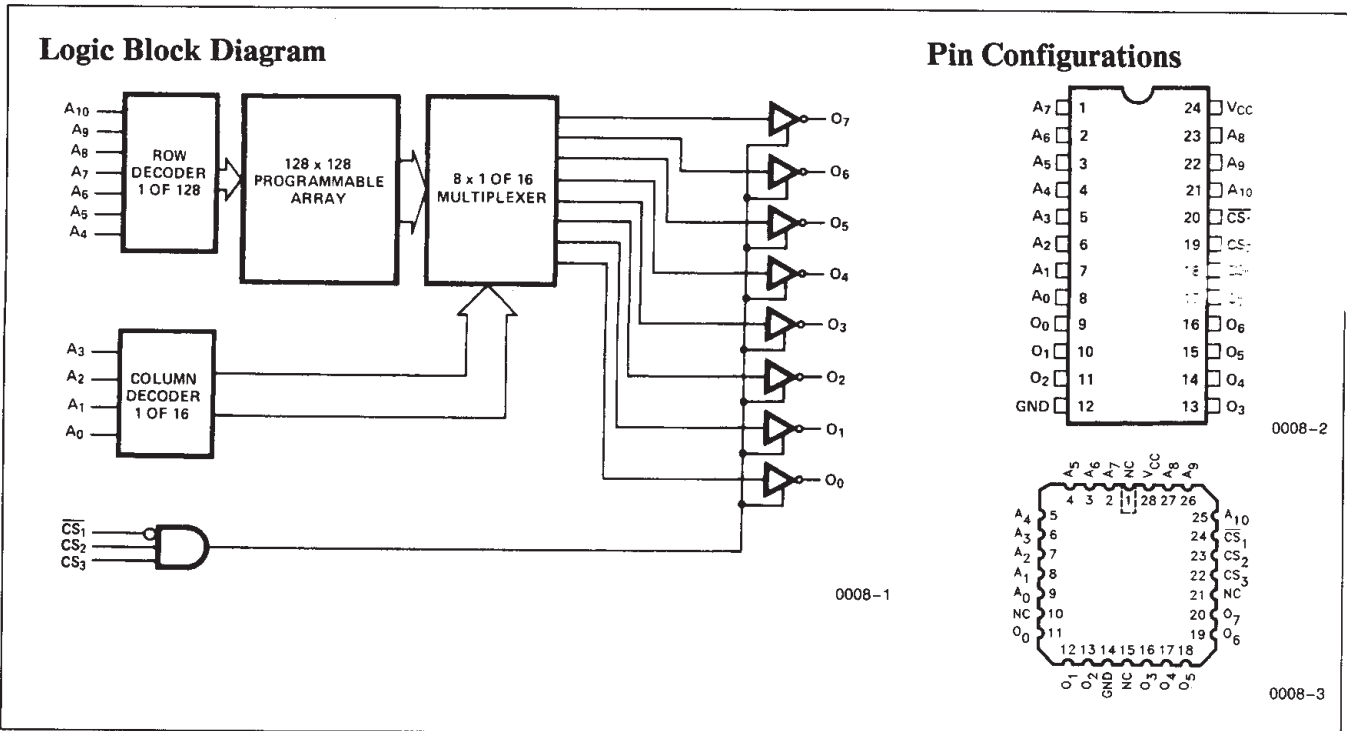 Logic Block Diagram
A10
A9
A8
A7
A6
A5
A4
ROW
DECODER
1 OF 128
128 x 128
PROGRAMMABLE
ARRAY
8 x 1 OF 16
MULTIPLEXER
O7
O6
O5
O4
O3
O2
O1
O0
A3
A2
A1
A0
COLUMN
DECODER
1 OF 16
CS1
CS2
CS3
0008-1
Pin Configurations
A7 1 24 VCC
A6 2 23 A8
A5 3 22 A9
A4 4 21 A10
A3 5 20
A2 6 19
A1 7 18
A0 8
O0 9 16 O6
O1 10 15 O5
O2 11 14 O4
GND 12 13 O3
0008-2
A5 A6 A7 NC VCC A8 A9
4 3 2 1 28 27 26
A4 5 25 A10
A3 6 24 CS1
A2 7 23 CS2
A1 8 22 CS3
A0 9 21 NC
NC 10 20 O7
O0 11 19 O6
12 13 14 15 16 17 18
O1 O2 GND NC O3 O4 O5
0008-3